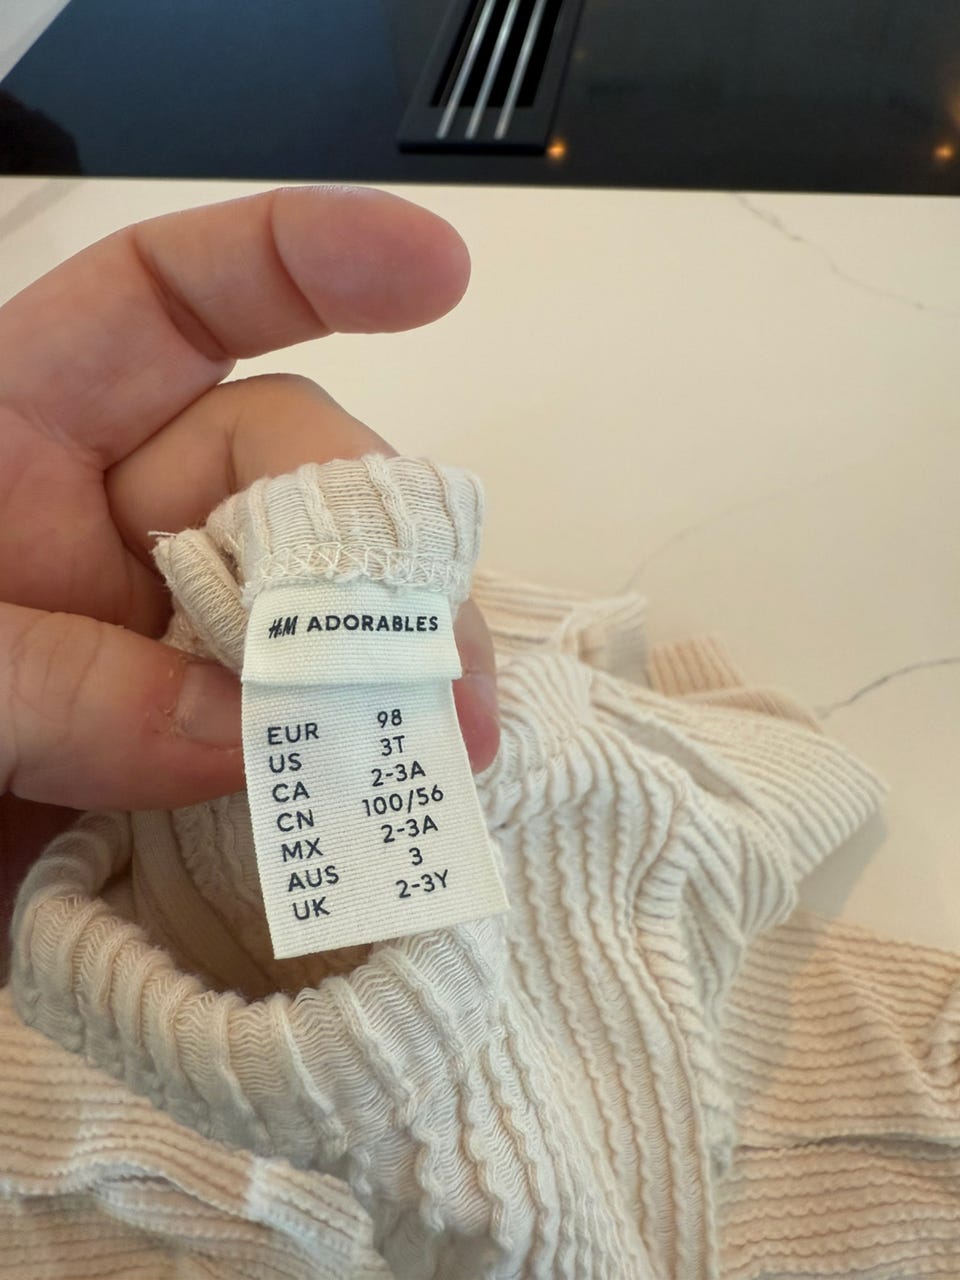 H&M ADORABLES
EUR 98
US 3T
CA 2-3A
CN 100/56
MX 2-3A
AUS 3
UK 2-3Y